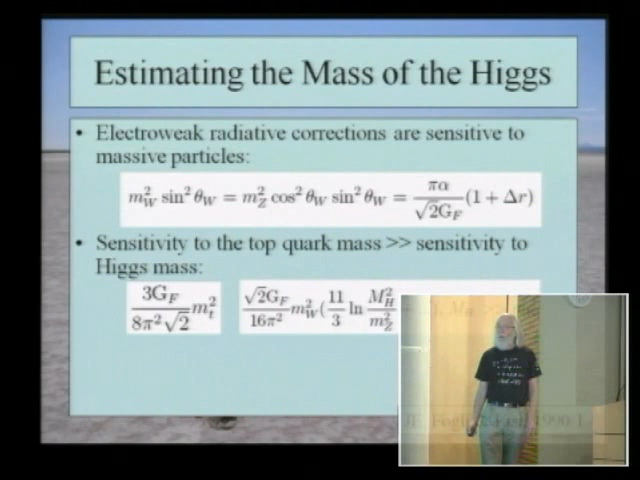 Estimating the Mass of the Higgs
• Electroweak radiative corrections are sensitive to
massive particles:
m_W^2 sin^2 θ_W = m_Z^2 cos^2 θ_W sin^2 θ_W = πα / √2G_F (1 + Δr)
• Sensitivity to the top quark mass >> sensitivity to
Higgs mass:
3G_F / 8π^2√2 m_t^2   √2G_F / 16π^2 m_W^2 ( 11 / 3 ln M_H^2 / m_Z^2
1990